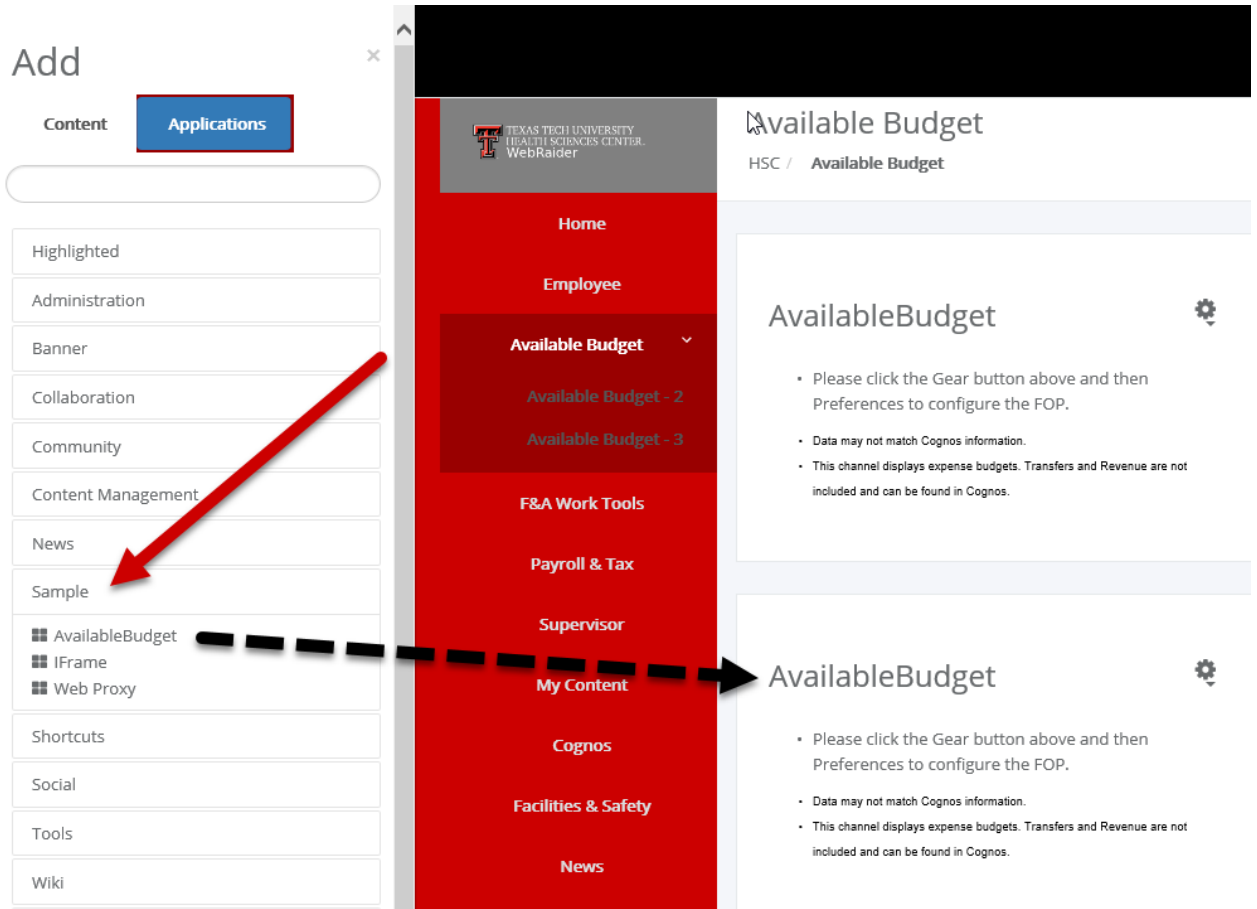 Add
×
Content
Applications
Highlighted
Administration
Banner
Collaboration
Community
Content Management
News
Sample
AvailableBudget
IFrame
Web Proxy
Shortcuts
Social
Tools
Wiki
TEXAS TECH UNIVERSITY
HEALTH SCIENCES CENTER.
WebRaider
Home
Employee
Available Budget
Available Budget - 2
Available Budget - 3
F&A Work Tools
Payroll & Tax
Supervisor
My Content
Cognos
Facilities & Safety
News
Available Budget
HSC / Available Budget
AvailableBudget
• Please click the Gear button above and then
Preferences to configure the FOP.
• Data may not match Cognos information.
• This channel displays expense budgets. Transfers and Revenue are not
included and can be found in Cognos.
AvailableBudget
• Please click the Gear button above and then
Preferences to configure the FOP.
• Data may not match Cognos information.
• This channel displays expense budgets. Transfers and Revenue are not
included and can be found in Cognos.